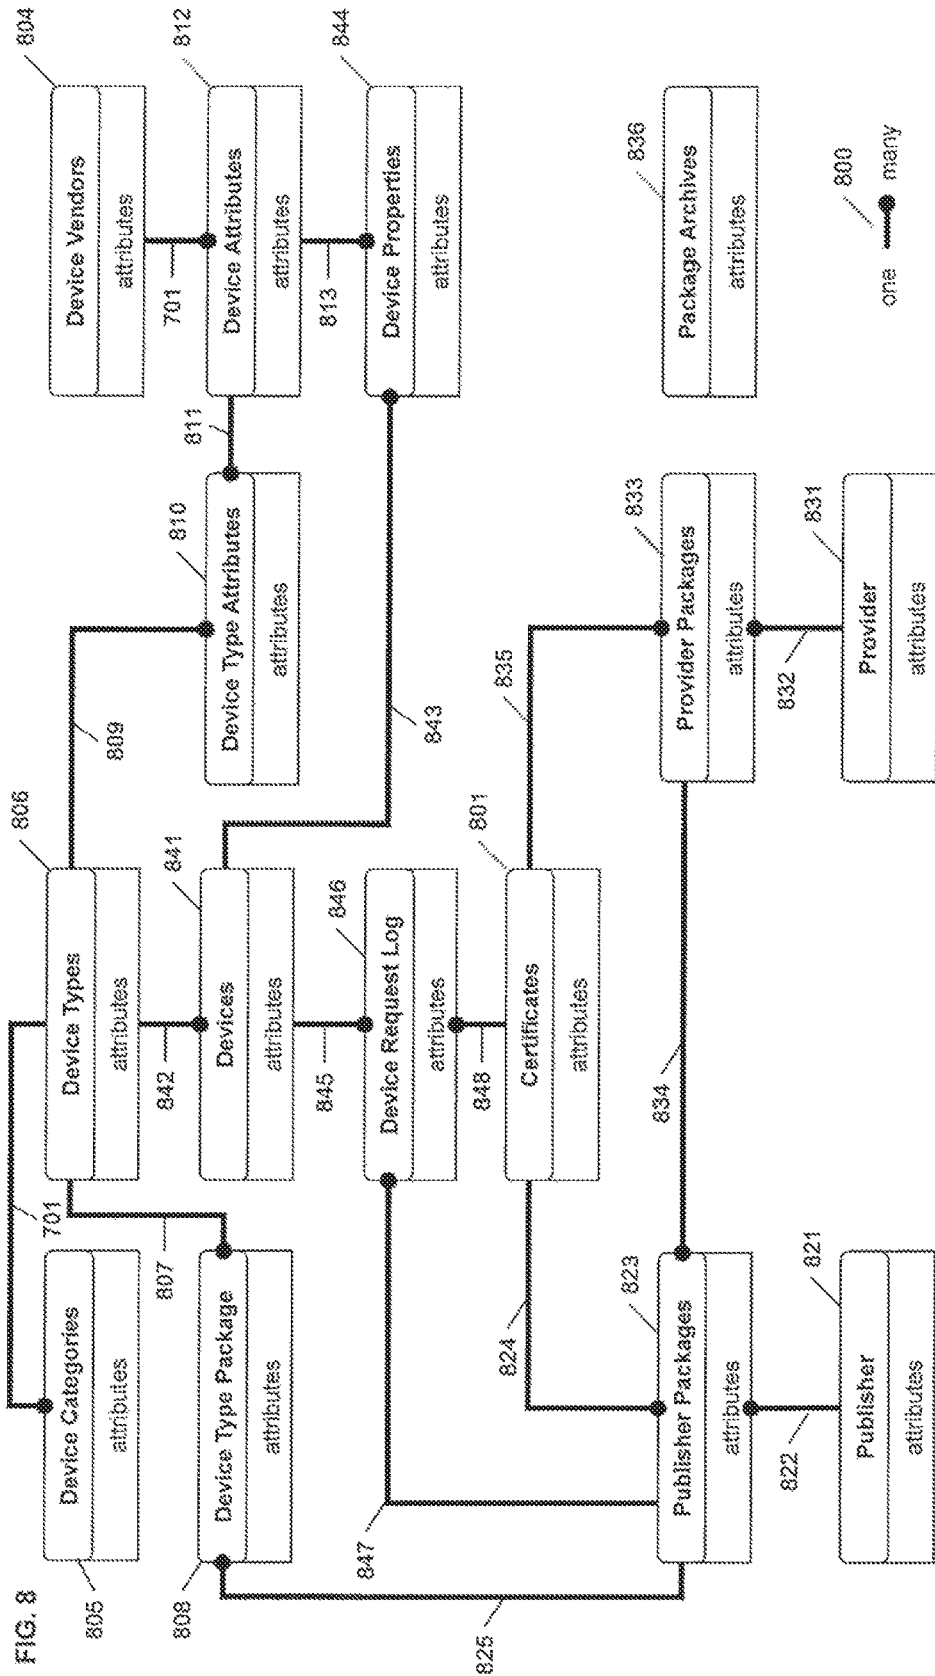 FIG. 8
805
Device Categories
attributes
701
Device Types
attributes
806
809
Device Vendors
attributes
804
701
807
842
808
Device Type Package
attributes
Devices
attributes
841
Device Type Attributes
attributes
810
811
Device Attributes
attributes
812
845
813
Device Request Log
attributes
846
843
Device Properties
attributes
844
847
848
824
Certificates
attributes
801
835
825
Publisher Packages
attributes
823
834
Provider Packages
attributes
833
Package Archives
attributes
836
822
832
Publisher
attributes
821
Provider
attributes
831
800
one
many